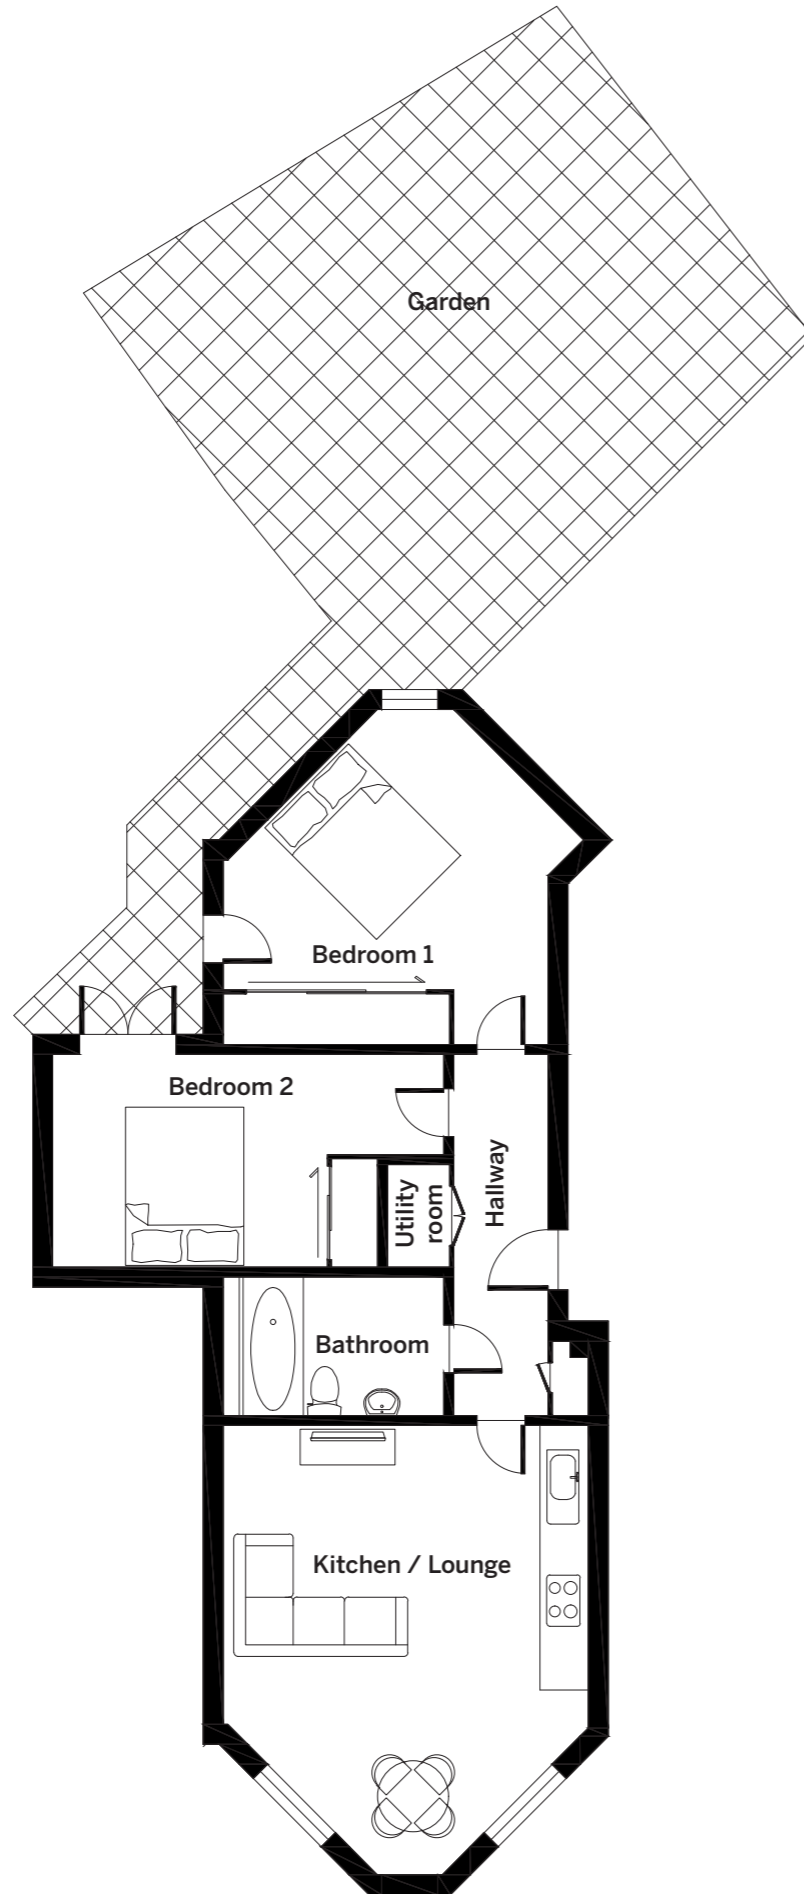 Garden
Bedroom 1
Bedroom 2
Hallway
Utility
room
Bathroom
Kitchen / Lounge